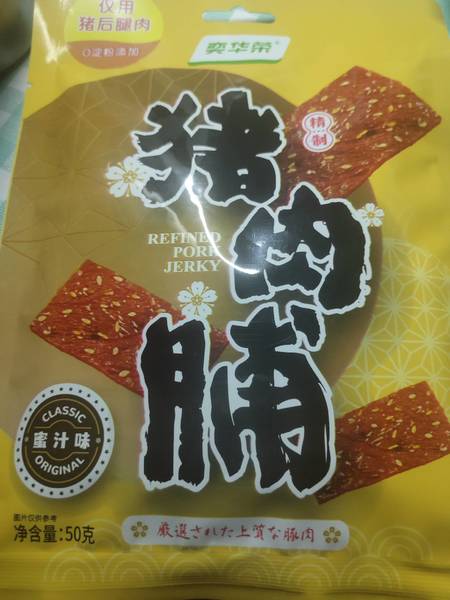 仅用
猪后腿肉
0淀粉添加
奕华荣
精制
猪肉脯
REFINED
PORK
JERKY
CLASSIC
蜜汁味
ORIGINAL
图片仅供参考
净含量:50克
厳選された上質な豚肉